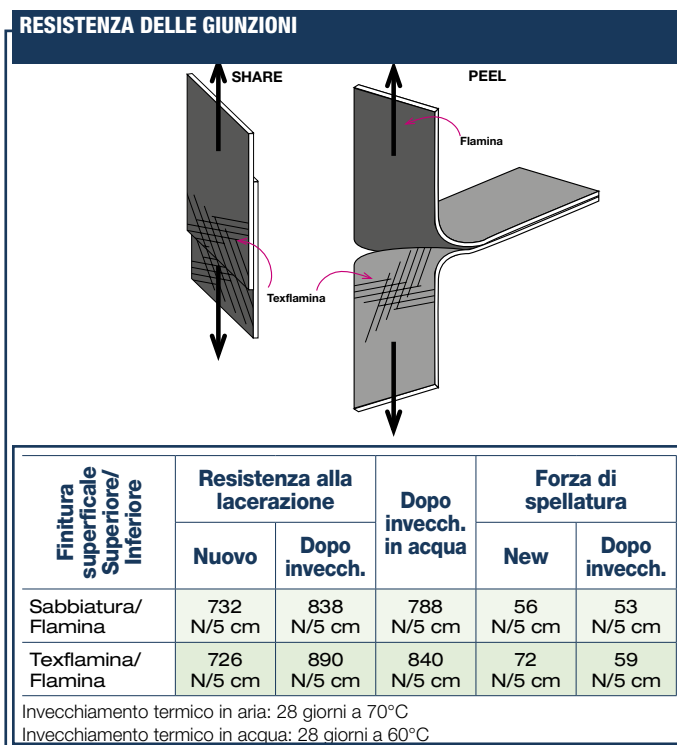 RESISTENZA DELLE GIUNZIONI
SHARE
PEEL
Flamina
Texflamina
Finitura
superficale
Superiore/
Inferiore
Resistenza alla
lacerazione
Dopo
invecch.
in acqua
Forza di
spellatura
Nuovo
Dopo
invecch.
New
Dopo
invecch.
Sabbiatura/
Flamina
732
N/5 cm
838
N/5 cm
788
N/5 cm
56
N/5 cm
53
N/5 cm
Texflamina/
Flamina
726
N/5 cm
890
N/5 cm
840
N/5 cm
72
N/5 cm
59
N/5 cm
Invecchiamento termico in aria: 28 giorni a 70°C
Invecchiamento termico in acqua: 28 giorni a 60°C